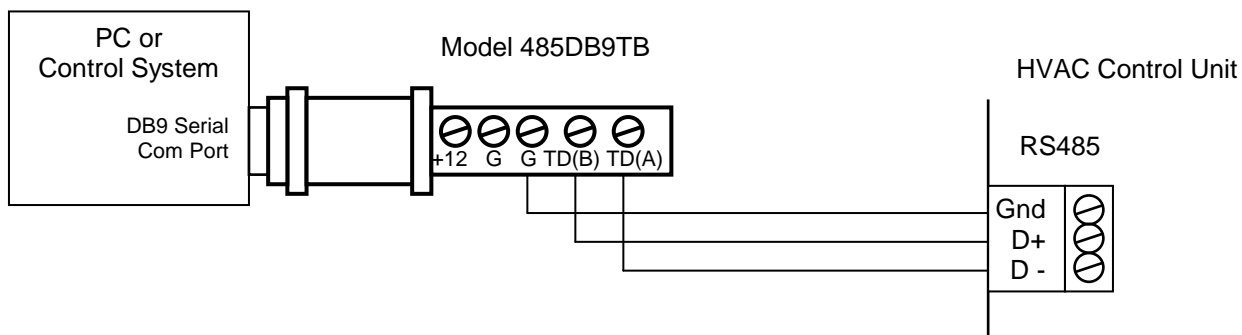 PC or
Control System
DB9 Serial
Com Port
Model 485DB9TB
+12 G G TD(B) TD(A)
HVAC Control Unit
RS485
Gnd
D+
D -